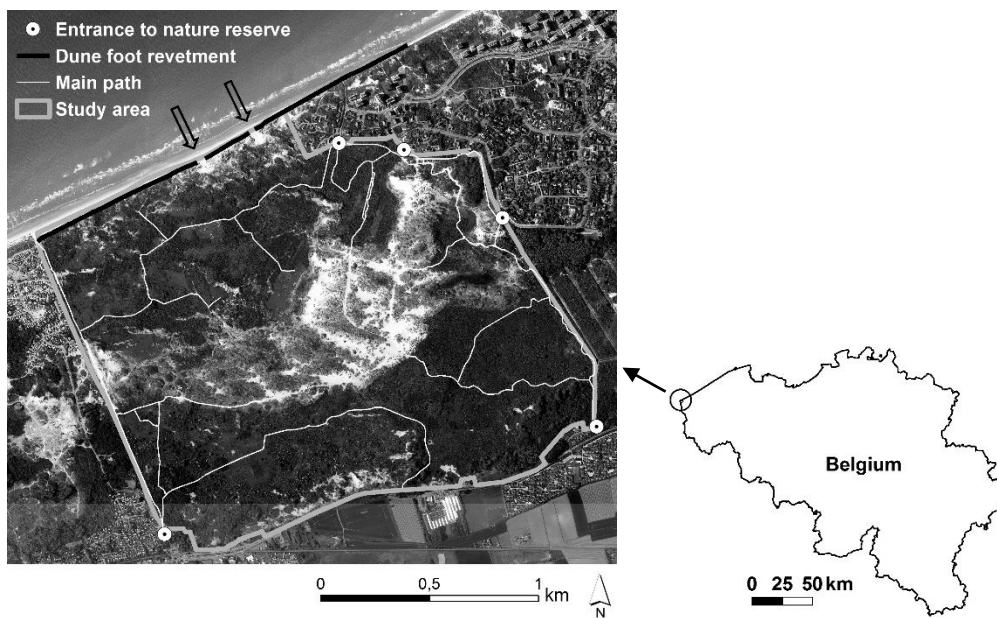 Entrance to nature reserve
Dune foot revetment
Main path
Study area
Belgium
0 0,5 1 km
N
0 25 50 km